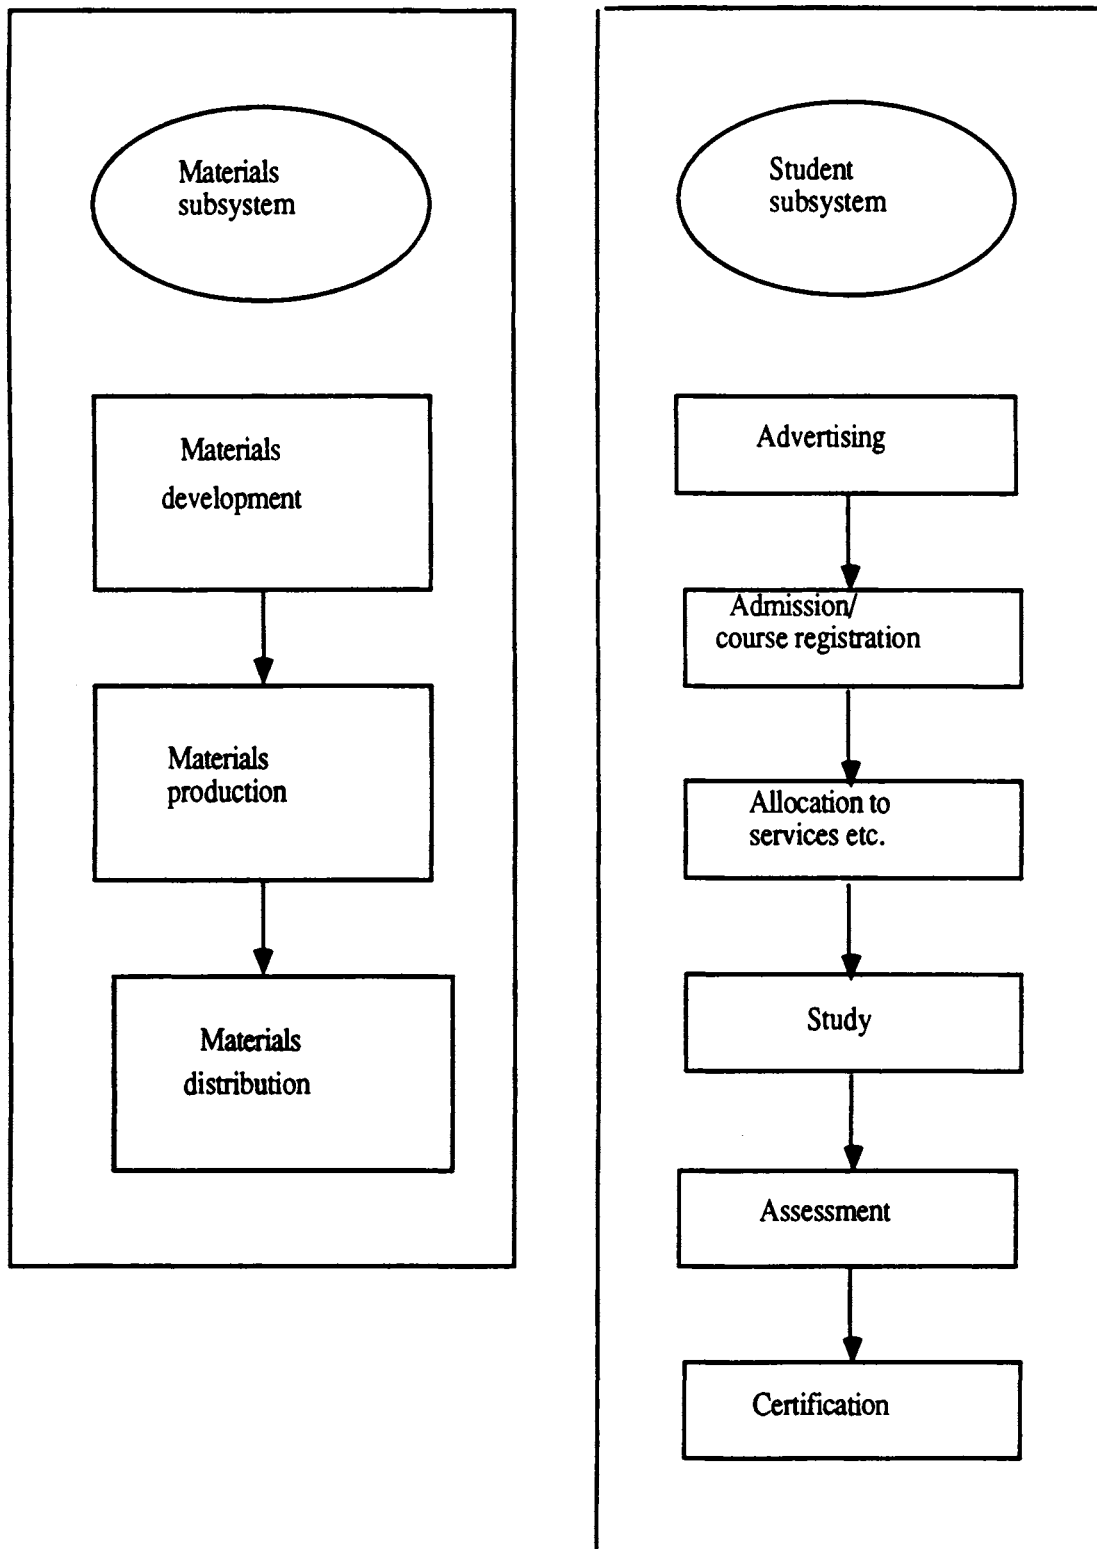 Materials
subsystem
Materials
development
Materials
production
Materials
distribution
Student
subsystem
Advertising
Admission/
course registration
Allocation to
services etc.
Study
Assessment
Certification